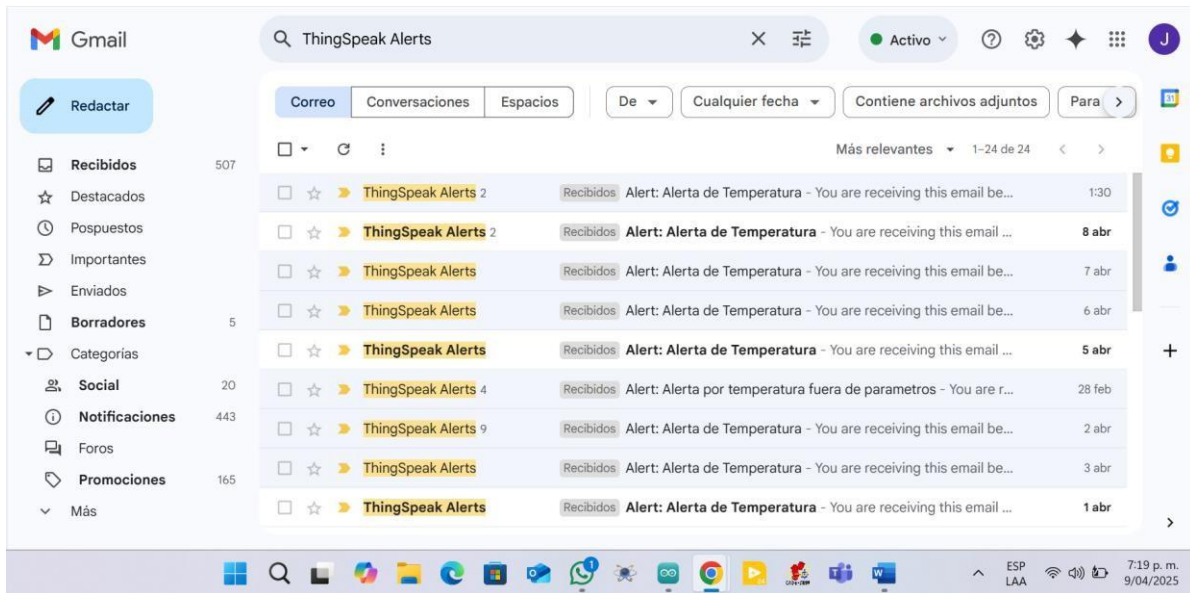 Gmail
ThingSpeak Alerts
Activo
J
Redactar
Correo Conversaciones Espacios De Cualquier fecha Contiene archivos adjuntos Para
31
Más relevantes 1–24 de 24
Recibidos 507
Destacados
Pospuestos
Importantes
Enviados
Borradores 5
Categorías
Social 20
Notificaciones 443
Foros
Promociones 165
Más
ThingSpeak Alerts 2 Recibidos Alert: Alerta de Temperatura - You are receiving this email be... 1:30
ThingSpeak Alerts 2 Recibidos Alert: Alerta de Temperatura - You are receiving this email ... 8 abr
ThingSpeak Alerts Recibidos Alert: Alerta de Temperatura - You are receiving this email be... 7 abr
ThingSpeak Alerts Recibidos Alert: Alerta de Temperatura - You are receiving this email be... 6 abr
ThingSpeak Alerts Recibidos Alert: Alerta de Temperatura - You are receiving this email ... 5 abr
ThingSpeak Alerts 4 Recibidos Alert: Alerta por temperatura fuera de parametros - You are r... 28 feb
ThingSpeak Alerts 9 Recibidos Alert: Alerta de Temperatura - You are receiving this email be... 2 abr
ThingSpeak Alerts Recibidos Alert: Alerta de Temperatura - You are receiving this email be... 3 abr
ThingSpeak Alerts Recibidos Alert: Alerta de Temperatura - You are receiving this email ... 1 abr
1
ESP
LAA
7:19 p. m.
9/04/2025